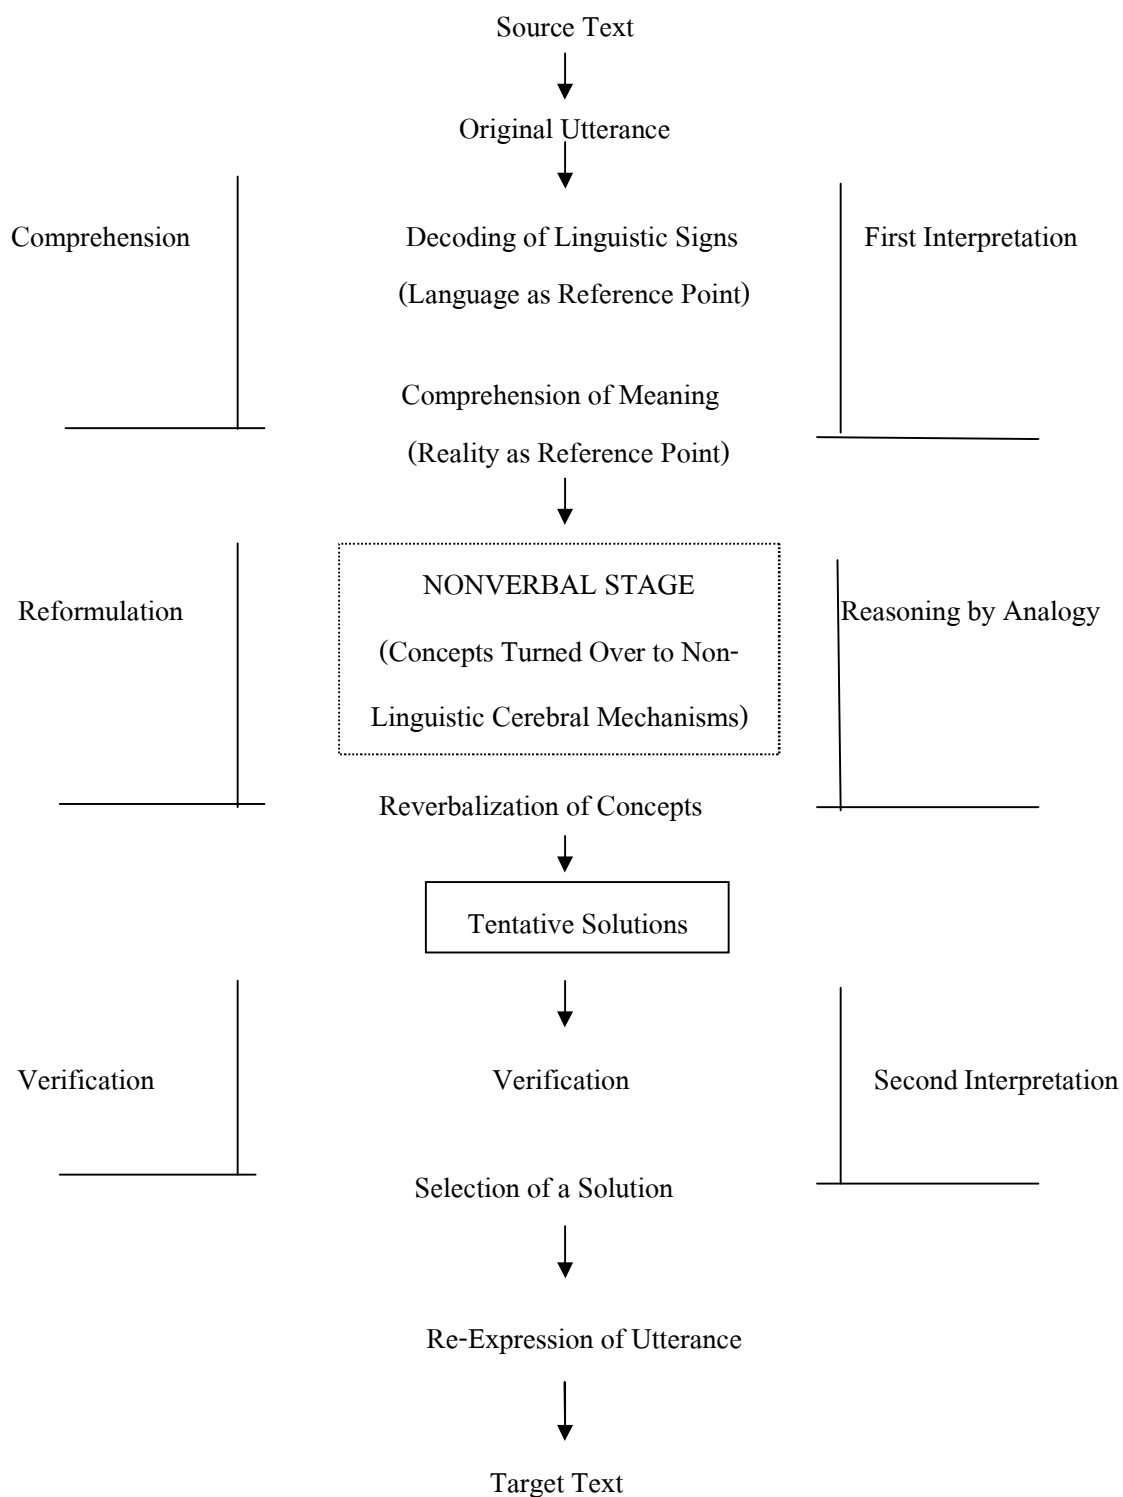 Source Text
Original Utterance
Comprehension
Decoding of Linguistic Signs
First Interpretation
(Language as Reference Point)
Comprehension of Meaning
(Reality as Reference Point)
NONVERBAL STAGE
Reformulation
Reasoning by Analogy
(Concepts Turned Over to Non-
Linguistic Cerebral Mechanisms)
Reverbalization of Concepts
Tentative Solutions
Verification
Verification
Second Interpretation
Selection of a Solution
Re-Expression of Utterance
Target Text